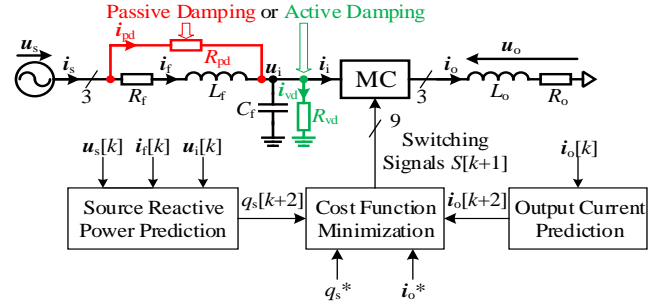 Passive Damping or Active Damping
u_s i_s 3 i_pd R_pd i_f R_f L_f u_i C_f i_vd R_vd i_i MC 3 i_o u_o L_o R_o
9
Switching
Signals S[k+1]
u_s[k] i_f[k] u_i[k]
i_o[k]
Source Reactive
Power Prediction
q_s[k+2]
Cost Function
Minimization
i_o[k+2]
Output Current
Prediction
q_s* i_o*